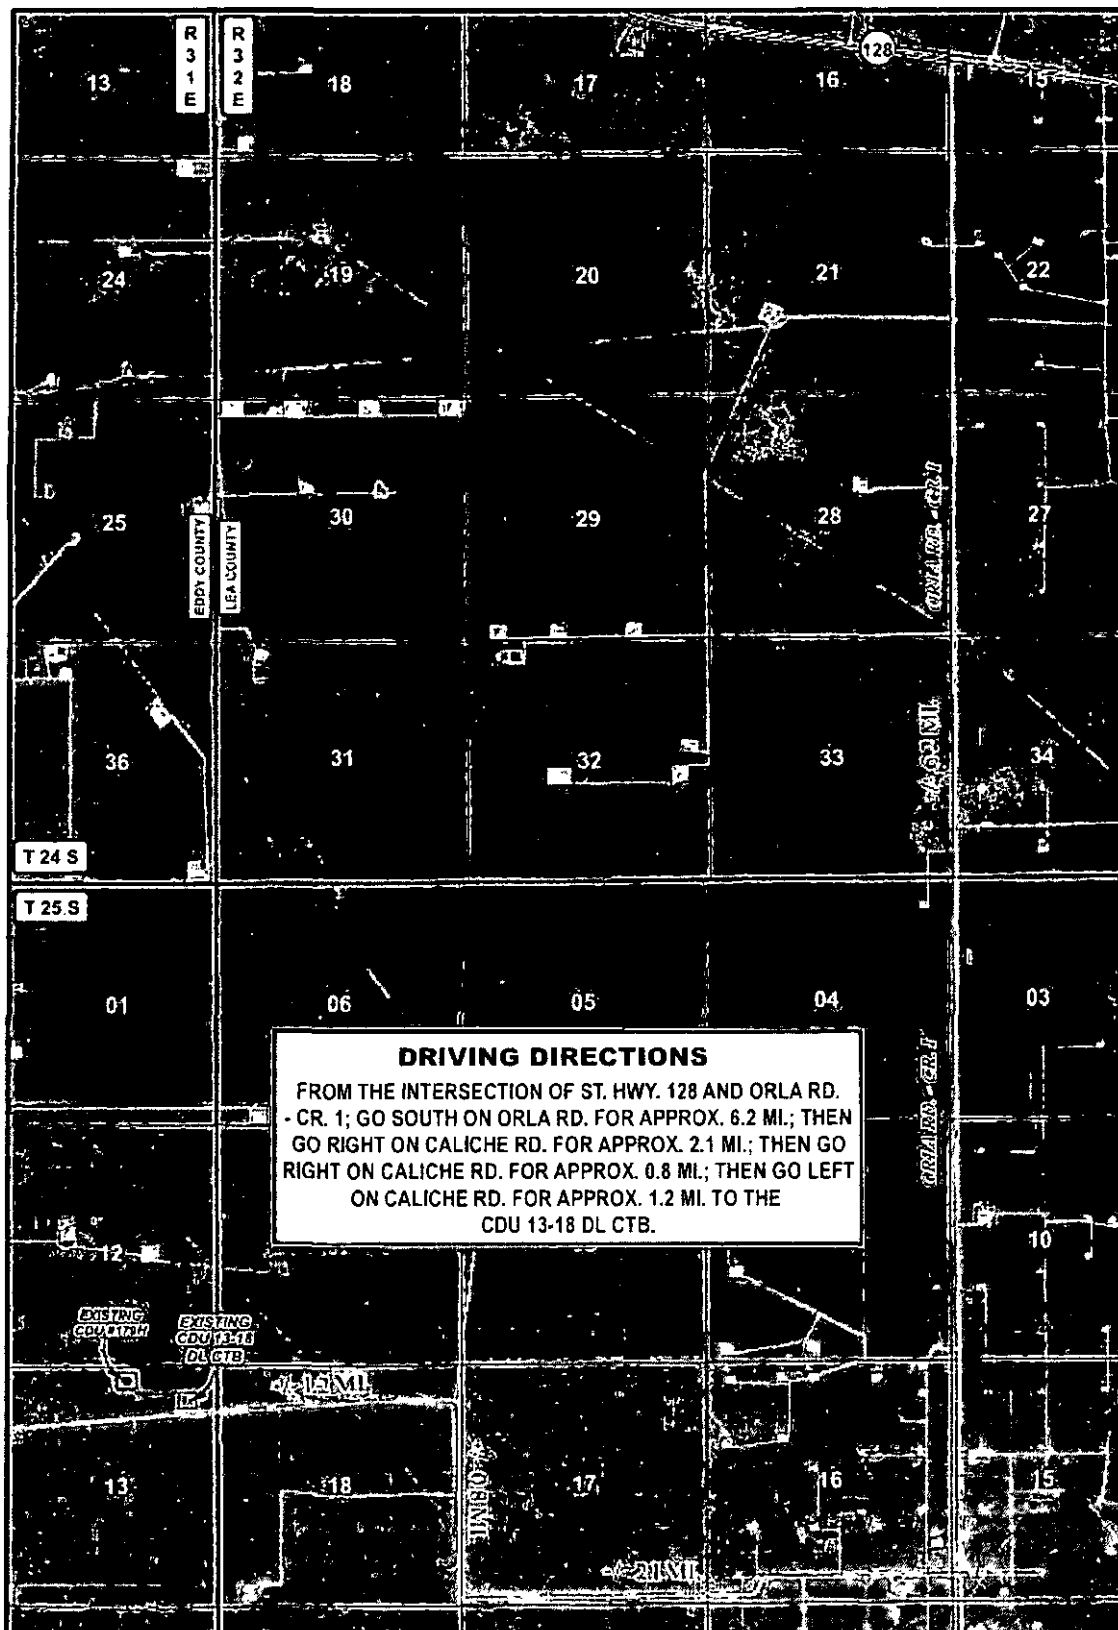 R
3
1
E
R
3
2
E
128
13
18
17
16
15
24
19
20
21
22
25
30
29
28
27
EDDY COUNTY
LEA COUNTY
ORLA RD. - CR. 1
36
31
32
33
34
T 24 S
T 25 S
01
06
05
04
03
DRIVING DIRECTIONS
FROM THE INTERSECTION OF ST. HWY. 128 AND ORLA RD.
- CR. 1; GO SOUTH ON ORLA RD. FOR APPROX. 6.2 MI.; THEN
GO RIGHT ON CALICHE RD. FOR APPROX. 2.1 MI.; THEN GO
RIGHT ON CALICHE RD. FOR APPROX. 0.8 MI.; THEN GO LEFT
ON CALICHE RD. FOR APPROX. 1.2 MI. TO THE
CDU 13-18 DL CTB.
ORLA RD. - CR. 1
12
10
EXISTING
EXISTING
CDU 13-18
DL CTB
+/- 1.2 MI.
13
18
17
16
15
+/- 2.1 MI.